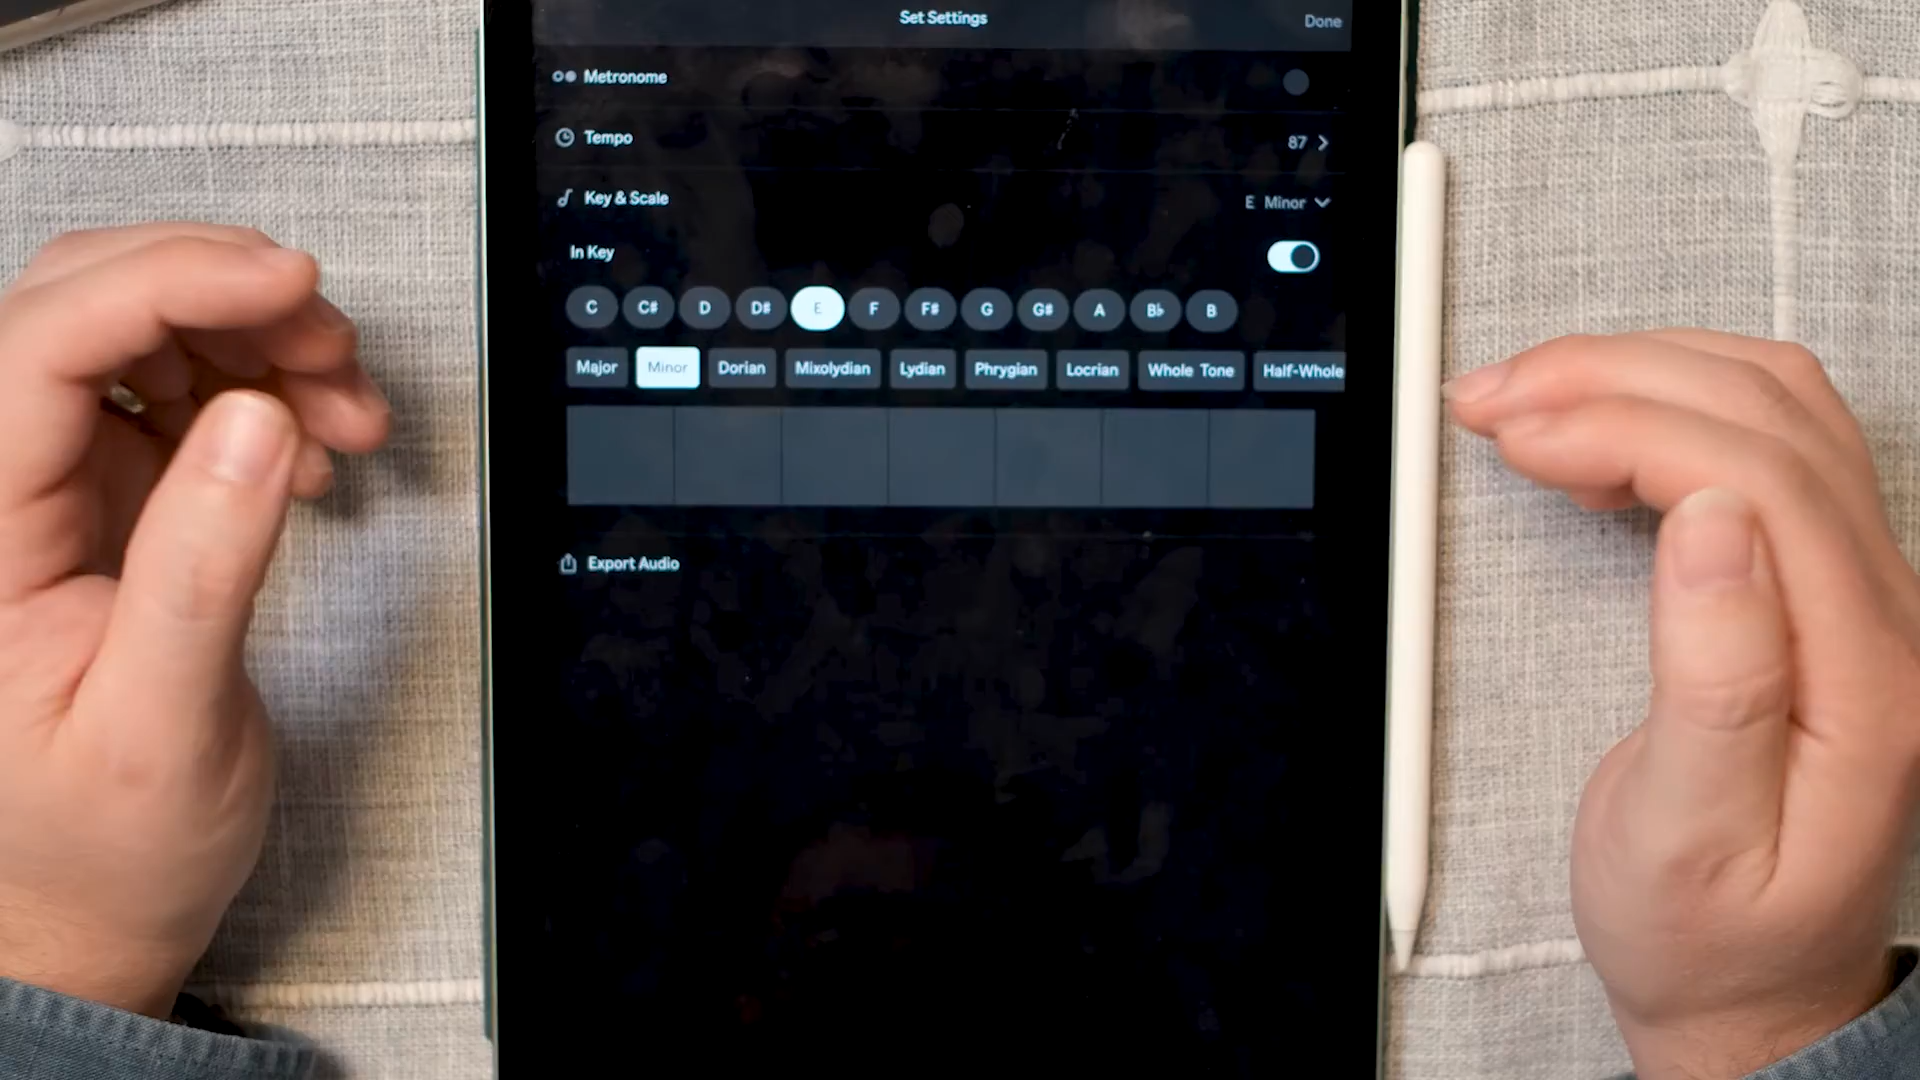 Set Settings
Done
Metronome
Tempo
87
Key & Scale
E Minor
In Key
C C# D D# E F F# G G# A B♭ B
Major Minor Dorian Mixolydian Lydian Phrygian Locrian Whole Tone Half-Whole
Export Audio